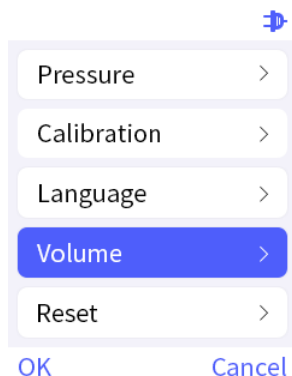 Pressure
Calibration
Language
Volume
Reset
OK Cancel